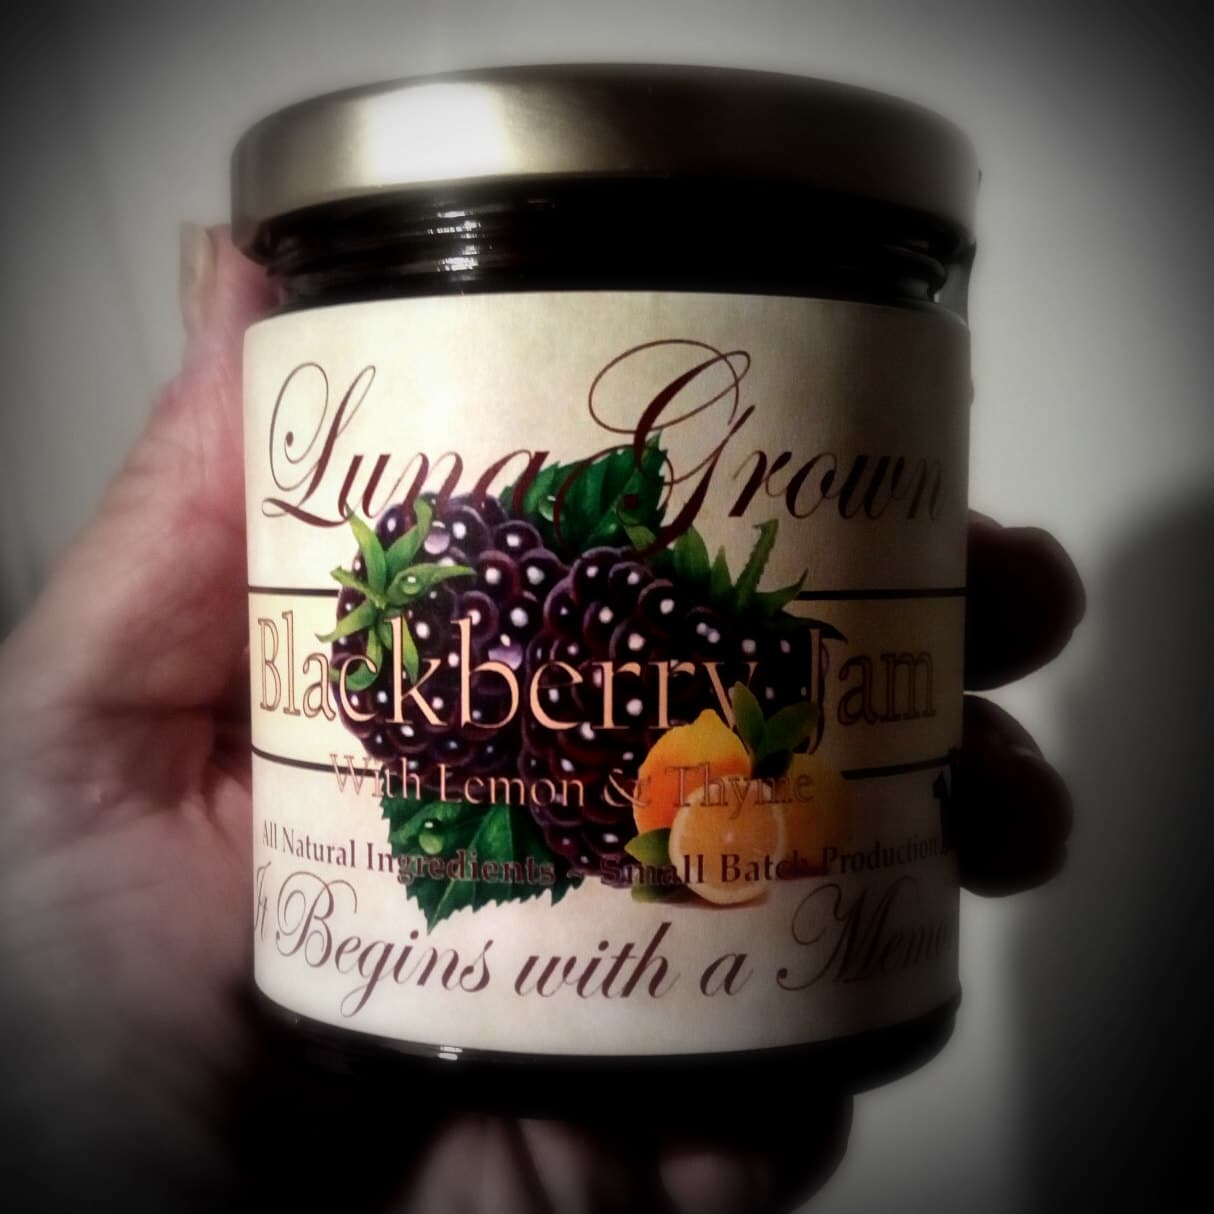 Luna Grown
Blackberry Jam
With Lemon & Thyme
All Natural Ingredients ~ Small Batch Production
It Begins with a